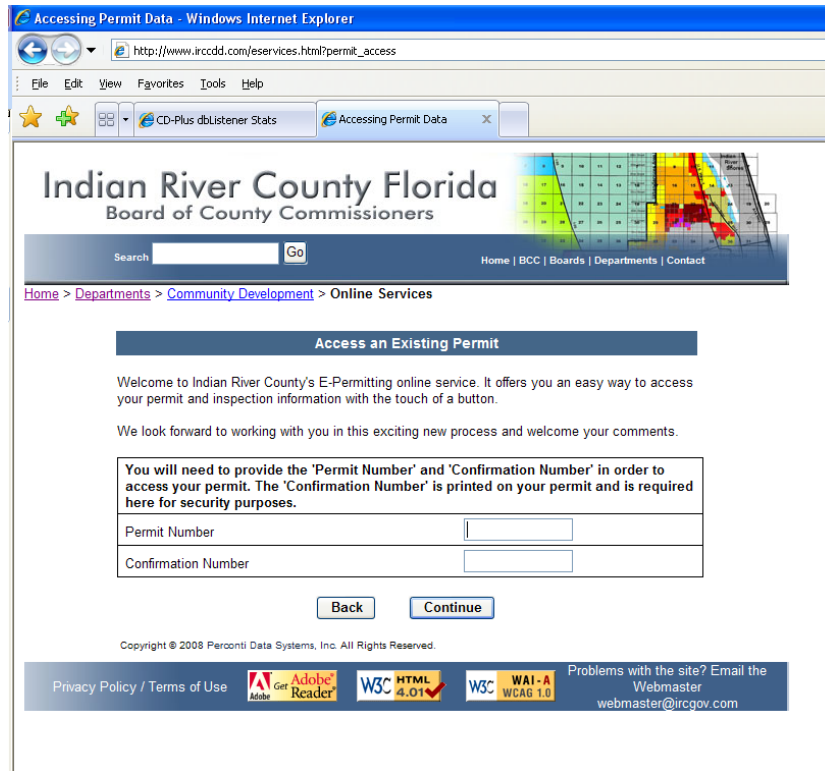 Accessing Permit Data - Windows Internet Explorer
http://www.irccdd.com/eservices.html?permit_access
File Edit View Favorites Tools Help
CD-Plus dbListener Stats Accessing Permit Data X
Indian River County Florida
Board of County Commissioners
Search Go
Home | BCC | Boards | Departments | Contact
Home > Departments > Community Development > Online Services
Access an Existing Permit
Welcome to Indian River County's E-Permitting online service. It offers you an easy way to access
your permit and inspection information with the touch of a button.
We look forward to working with you in this exciting new process and welcome your comments.
You will need to provide the 'Permit Number' and 'Confirmation Number' in order to
access your permit. The 'Confirmation Number' is printed on your permit and is required
here for security purposes.
Permit Number
Confirmation Number
Back Continue
Copyright © 2008 Perconti Data Systems, Inc. All Rights Reserved.
Privacy Policy / Terms of Use
Adobe Get Adobe® Reader®
W3C HTML 4.01
W3C WAI-A WCAG 1.0
Problems with the site? Email the
Webmaster
webmaster@ircgov.com